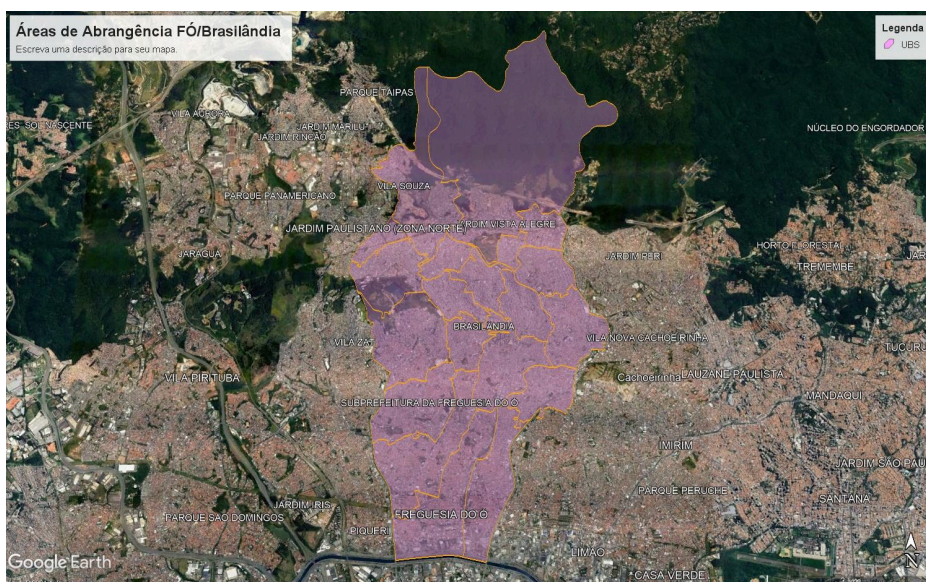 Áreas de Abrangência FÓ/Brasilândia
Escreva uma descrição para seu mapa.
Legenda
UBS
PARQUE TAIPAS
VILA AURORA
JARDIM MARILU
SOL NASCENTE
JARDIM RINCÃO
NÚCLEO DO ENGORDADOR
VILA SOUZA
PARQUE PANAMERICANO
JARDIM VISTA ALEGRE
JARDIM PAULISTANO (ZONA NORTE)
JARAGUÁ
JARDIM PERI
HORTO FLORESTAL
JAR
TREMEMBÉ
BRASILÂNDIA
VILA ZAT
VILA NOVA CACHOEIRINHA
TUCURU
VILA PIRITUBA
Cachoeirinha
LAUZANE PAULISTA
MANDAQUI
SUBPREFEITURA DA FREGUESIA DO Ó
IMIRIM
JARDIM SÃO PAU
PARQUE PERUCHE
SANTANA
JARDIM IRIS
FREGUESIA DO Ó
PARQUE SÃO DOMINGOS
PIQUERI
LIMÃO
Google Earth
CASA VERDE
N